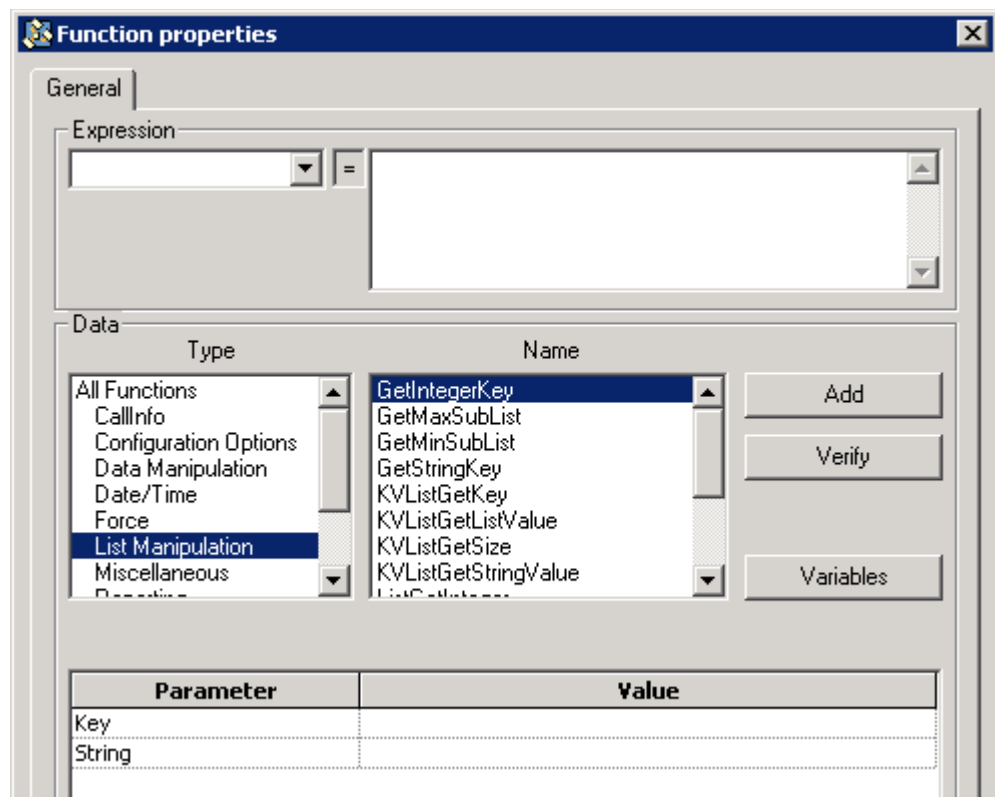 Function properties
General
Expression
=
Data
Type
Name
All Functions
CallInfo
Configuration Options
Data Manipulation
Date/Time
Force
List Manipulation
Miscellaneous
GetIntegerKey
GetMaxSubList
GetMinSubList
GetStringKey
KVListGetKey
KVListGetListValue
KVListGetSize
KVListGetStringValue
ListGetInteger
Add
Verify
Variables
Parameter Value
Key
String